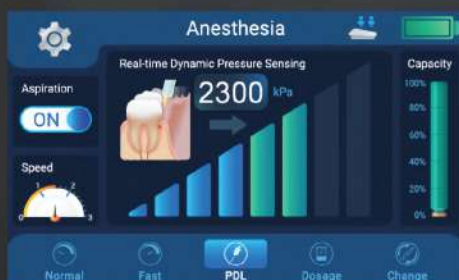 Anesthesia
Real-time Dynamic Pressure Sensing
Capacity
2300 kPa
Aspiration
ON
100%
80%
60%
40%
20%
0%
Speed
1
2
3
Normal
Fast
PDL
Dosage
Change